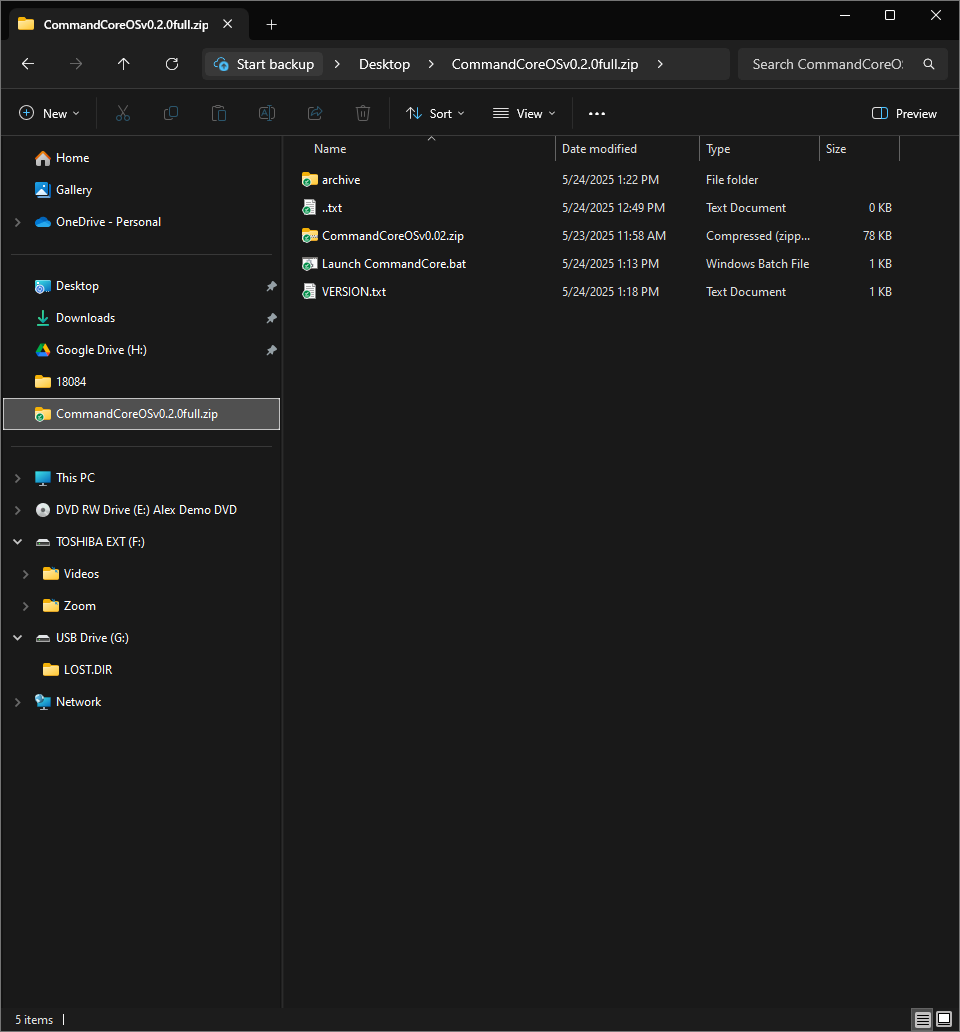 CommandCoreOSv0.2.0full.zip
Start backup > Desktop > CommandCoreOSv0.2.0full.zip >
Search CommandCoreO
New
Sort
View
Preview
Home
Gallery
OneDrive - Personal
Desktop
Downloads
Google Drive (H:)
18084
CommandCoreOSv0.2.0full.zip
This PC
DVD RW Drive (E:) Alex Demo DVD
TOSHIBA EXT (F:)
Videos
Zoom
USB Drive (G:)
LOST.DIR
Network
Name Date modified Type Size
archive 5/24/2025 1:22 PM File folder
..txt 5/24/2025 12:49 PM Text Document 0 KB
CommandCoreOSv0.02.zip 5/23/2025 11:58 AM Compressed (zipp... 78 KB
Launch CommandCore.bat 5/24/2025 1:13 PM Windows Batch File 1 KB
VERSION.txt 5/24/2025 1:18 PM Text Document 1 KB
5 items